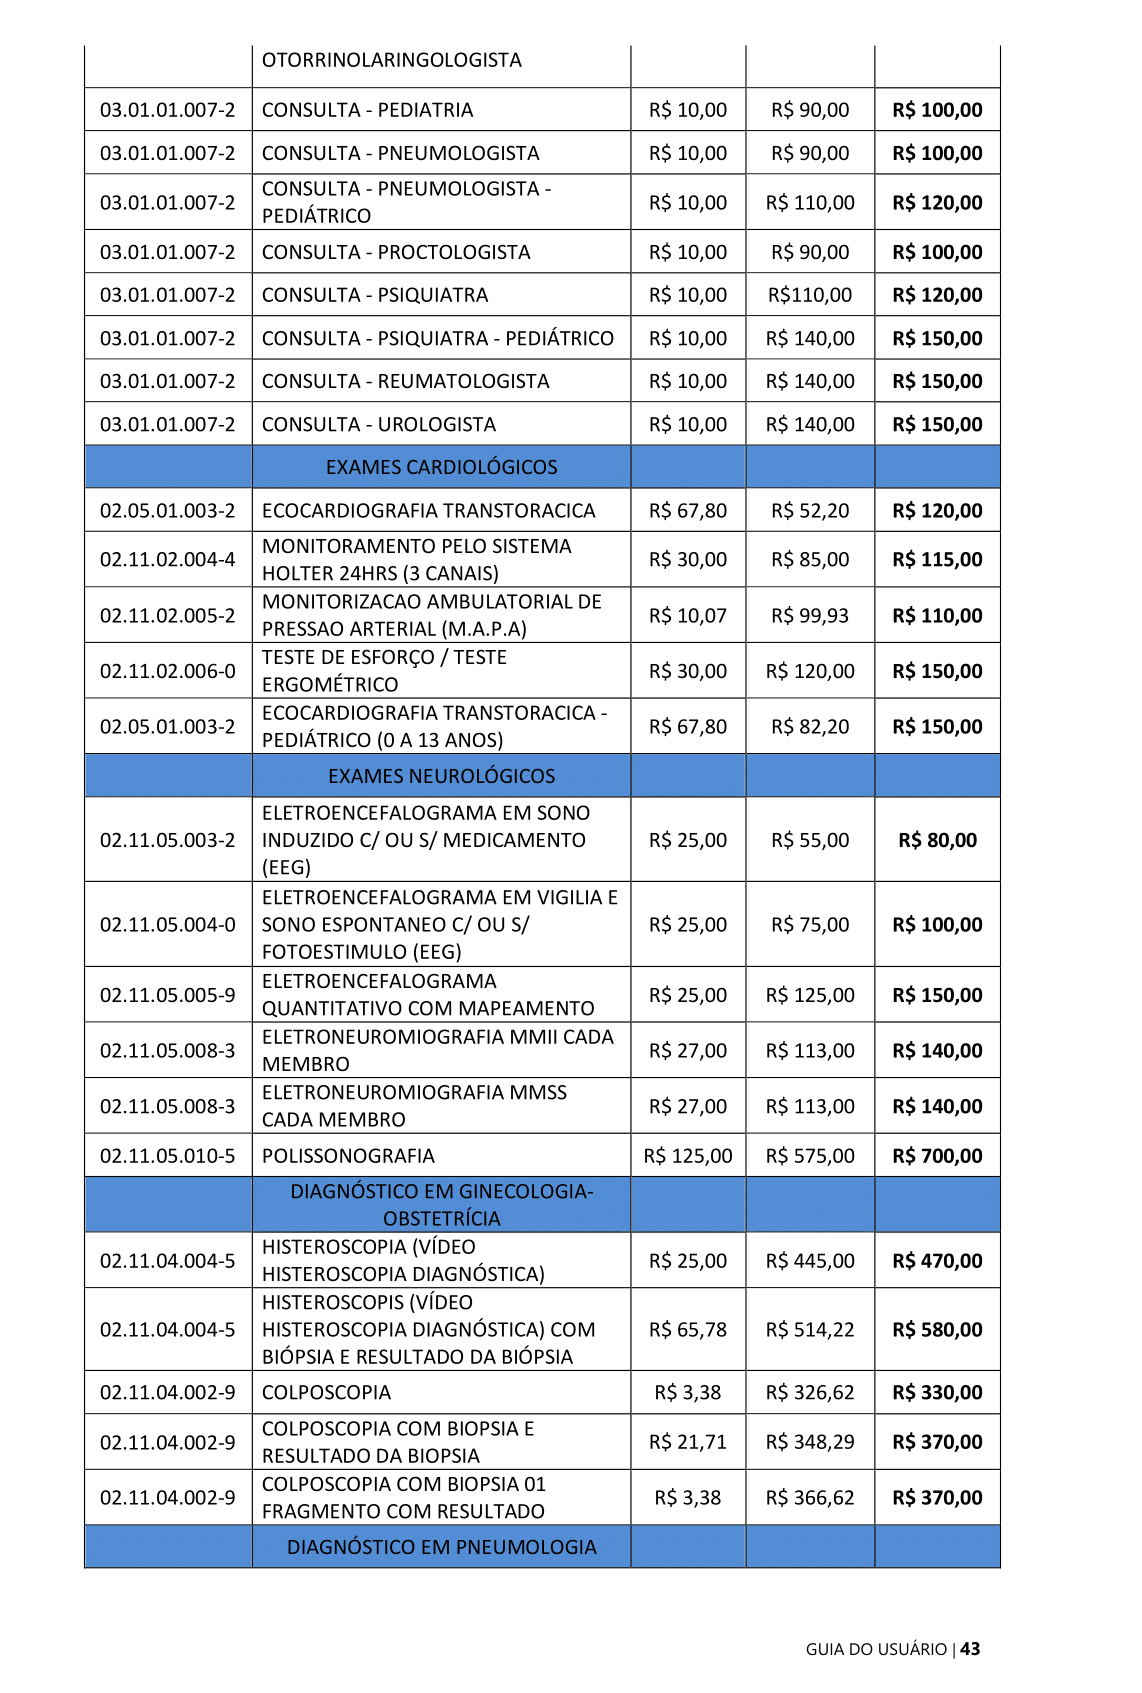 OTORRINOLARINGOLOGISTA
03.01.01.007-2 CONSULTA - PEDIATRIA R$ 10,00 R$ 90,00 R$ 100,00
03.01.01.007-2 CONSULTA - PNEUMOLOGISTA R$ 10,00 R$ 90,00 R$ 100,00
03.01.01.007-2 CONSULTA - PNEUMOLOGISTA -
PEDIÁTRICO R$ 10,00 R$ 110,00 R$ 120,00
03.01.01.007-2 CONSULTA - PROCTOLOGISTA R$ 10,00 R$ 90,00 R$ 100,00
03.01.01.007-2 CONSULTA - PSIQUIATRA R$ 10,00 R$110,00 R$ 120,00
03.01.01.007-2 CONSULTA - PSIQUIATRA - PEDIÁTRICO R$ 10,00 R$ 140,00 R$ 150,00
03.01.01.007-2 CONSULTA - REUMATOLOGISTA R$ 10,00 R$ 140,00 R$ 150,00
03.01.01.007-2 CONSULTA - UROLOGISTA R$ 10,00 R$ 140,00 R$ 150,00
EXAMES CARDIOLÓGICOS
02.05.01.003-2 ECOCARDIOGRAFIA TRANSTORACICA R$ 67,80 R$ 52,20 R$ 120,00
02.11.02.004-4 MONITORAMENTO PELO SISTEMA
HOLTER 24HRS (3 CANAIS) R$ 30,00 R$ 85,00 R$ 115,00
02.11.02.005-2 MONITORIZACAO AMBULATORIAL DE
PRESSAO ARTERIAL (M.A.P.A) R$ 10,07 R$ 99,93 R$ 110,00
02.11.02.006-0 TESTE DE ESFORÇO / TESTE
ERGOMÉTRICO R$ 30,00 R$ 120,00 R$ 150,00
02.05.01.003-2 ECOCARDIOGRAFIA TRANSTORACICA -
PEDIÁTRICO (0 A 13 ANOS) R$ 67,80 R$ 82,20 R$ 150,00
EXAMES NEUROLÓGICOS
02.11.05.003-2 ELETROENCEFALOGRAMA EM SONO
INDUZIDO C/ OU S/ MEDICAMENTO
(EEG) R$ 25,00 R$ 55,00 R$ 80,00
02.11.05.004-0 ELETROENCEFALOGRAMA EM VIGILIA E
SONO ESPONTANEO C/ OU S/
FOTOESTIMULO (EEG) R$ 25,00 R$ 75,00 R$ 100,00
02.11.05.005-9 ELETROENCEFALOGRAMA
QUANTITATIVO COM MAPEAMENTO R$ 25,00 R$ 125,00 R$ 150,00
02.11.05.008-3 ELETRONEUROMIOGRAFIA MMII CADA
MEMBRO R$ 27,00 R$ 113,00 R$ 140,00
02.11.05.008-3 ELETRONEUROMIOGRAFIA MMSS
CADA MEMBRO R$ 27,00 R$ 113,00 R$ 140,00
02.11.05.010-5 POLISSONOGRAFIA R$ 125,00 R$ 575,00 R$ 700,00
DIAGNÓSTICO EM GINECOLOGIA-
OBSTETRÍCIA
02.11.04.004-5 HISTEROSCOPIA (VÍDEO
HISTEROSCOPIA DIAGNÓSTICA) R$ 25,00 R$ 445,00 R$ 470,00
02.11.04.004-5 HISTEROSCOPIS (VÍDEO
HISTEROSCOPIA DIAGNÓSTICA) COM
BIÓPSIA E RESULTADO DA BIÓPSIA R$ 65,78 R$ 514,22 R$ 580,00
02.11.04.002-9 COLPOSCOPIA R$ 3,38 R$ 326,62 R$ 330,00
02.11.04.002-9 COLPOSCOPIA COM BIOPSIA E
RESULTADO DA BIOPSIA R$ 21,71 R$ 348,29 R$ 370,00
02.11.04.002-9 COLPOSCOPIA COM BIOPSIA 01
FRAGMENTO COM RESULTADO R$ 3,38 R$ 366,62 R$ 370,00
DIAGNÓSTICO EM PNEUMOLOGIA
GUIA DO USUÁRIO | 43